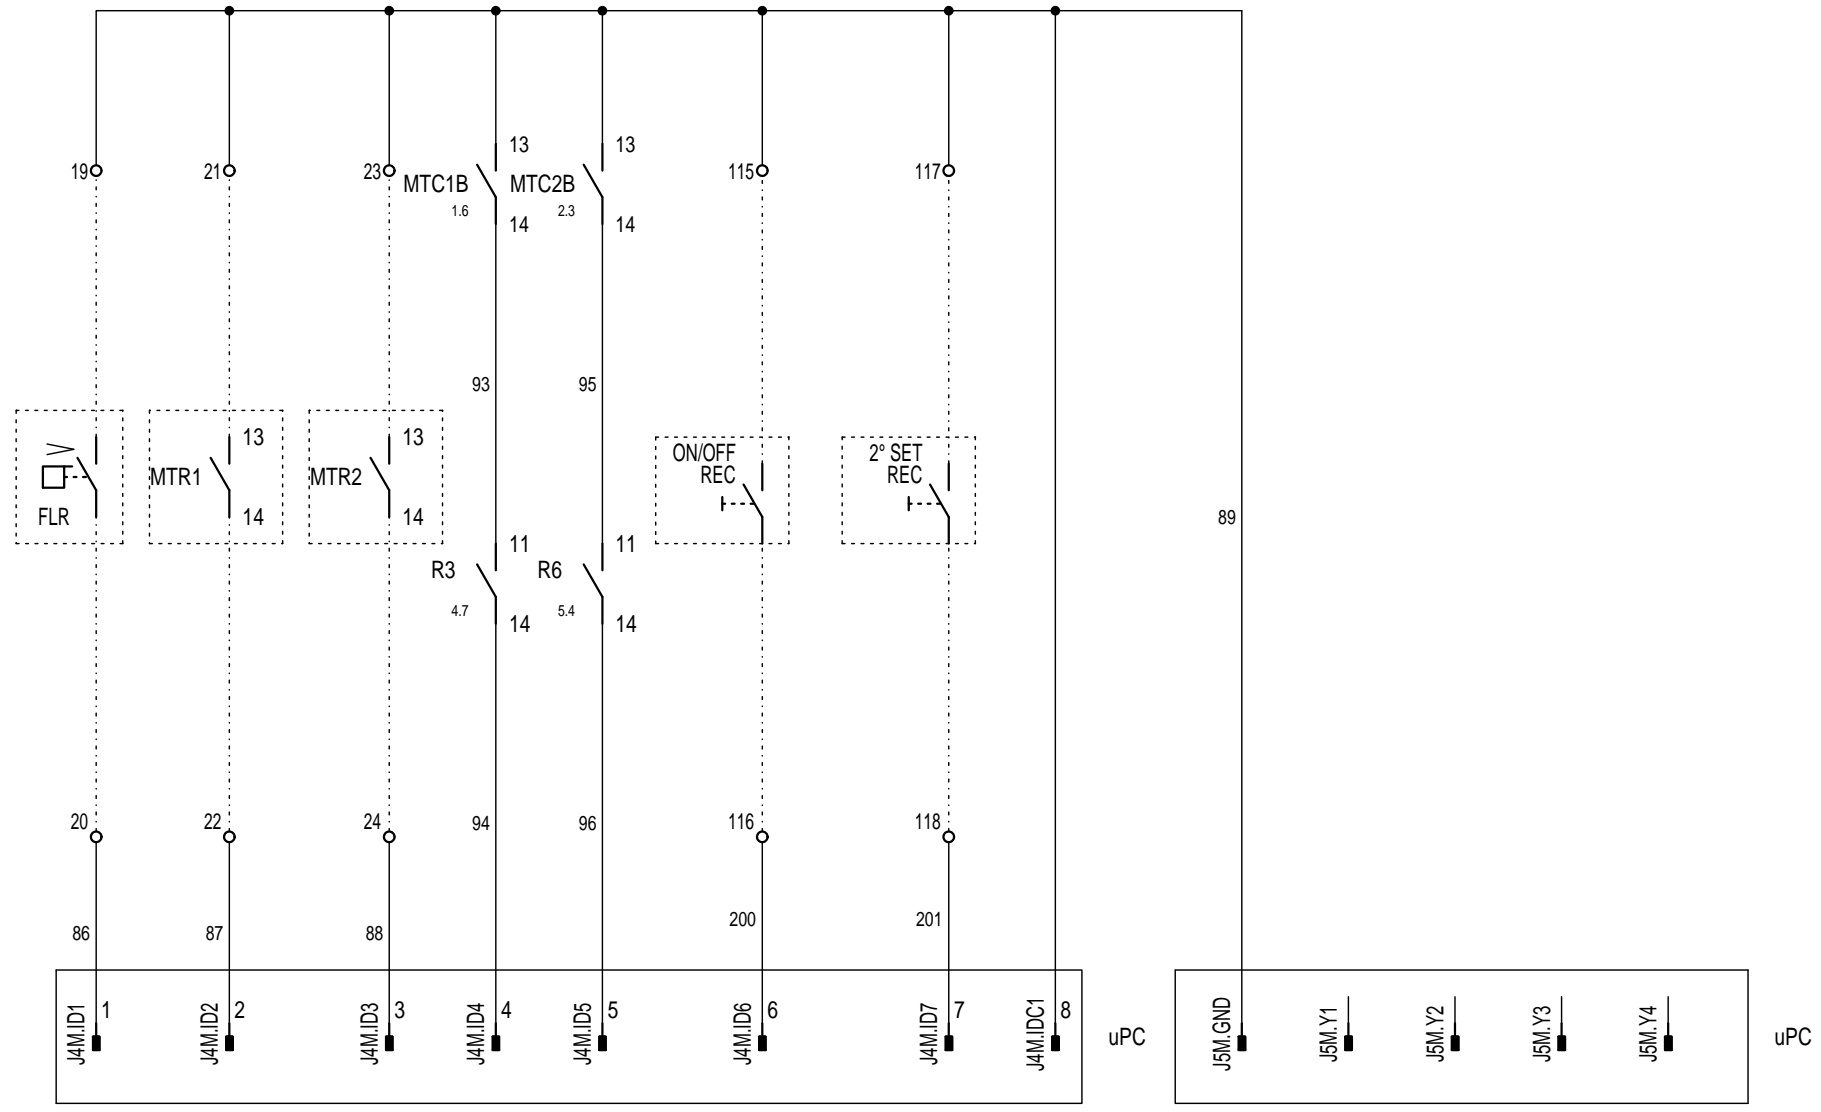 13 13
19 21 23 115 117
MTC1B MTC2B
1.6 2.3
14 14
93 95
13 13
ON/OFF 2° SET
REC REC
MTR1 MTR2
FLR 14 14 89
11 11
R3 R6
4.7 5.4
14 14
20 22 24 94 96 116 118
86 87 88 200 201
J4M.ID1 1
J4M.ID2 2
J4M.ID3 3
J4M.ID4 4
J4M.ID5 5
J4M.ID6 6
J4M.ID7 7
J4M.IDC1 8
uPC
J5M.GND
J5M.Y1
J5M.Y2
J5M.Y3
J5M.Y4
uPC